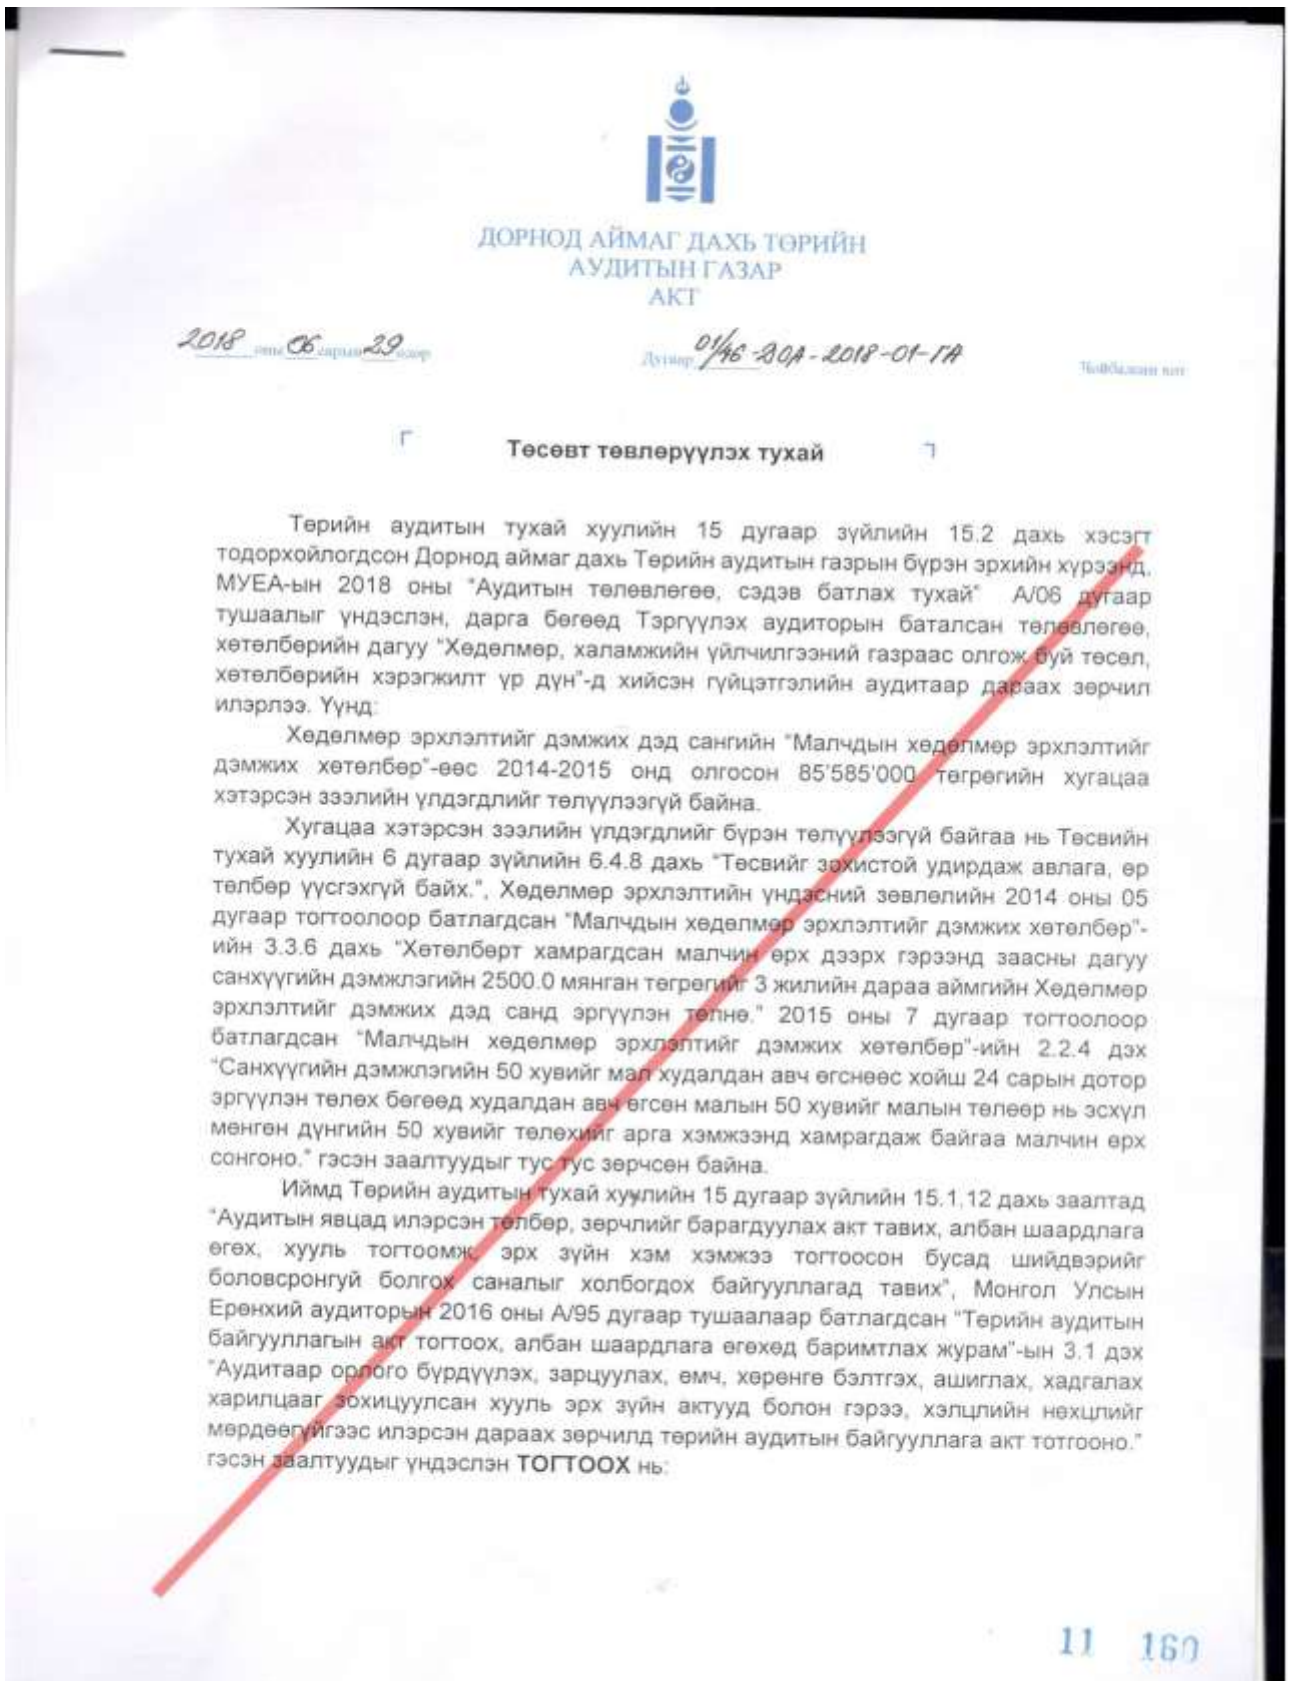 ДОРНОД АЙМАГ ДАХЬ ТӨРИЙН
АУДИТЫН ГАЗАР
АКТ
2018 оны 06 сарын 29 өдөр Дугаар 01/46-ДОА-2018-01-ГА Чойбалсан хот
Төсөвт төвлөрүүлэх тухай
Төрийн аудитын тухай хуулийн 15 дугаар зүйлийн 15.2 дахь хэсэгт
тодорхойлогдсон Дорнод аймаг дахь Төрийн аудитын газрын бүрэн эрхийн хүрээнд,
МУЕА-ын 2018 оны “Аудитын төлөвлөгөө, сэдэв батлах тухай” А/06 дугаар
тушаалыг үндэслэн, дарга бөгөөд Тэргүүлэх аудиторын баталсан төлөвлөгөө,
хөтөлбөрийн дагуу “Хөдөлмөр, халамжийн үйлчилгээний газраас олгож буй төсөл,
хөтөлбөрийн хэрэгжилт үр дүн”-д хийсэн гүйцэтгэлийн аудитаар дараах зөрчил
илэрлээ. Үүнд:
Хөдөлмөр эрхлэлтийг дэмжих дэд сангийн “Малчдын хөдөлмөр эрхлэлтийг
дэмжих хөтөлбөр”-өөс 2014-2015 онд олгосон 85'585'000 төгрөгийн хугацаа
хэтэрсэн зээлийн үлдэгдлийг төлүүлээгүй байна.
Хугацаа хэтэрсэн зээлийн үлдэгдлийг бүрэн төлүүлээгүй байгаа нь Төсвийн
тухай хуулийн 6 дугаар зүйлийн 6.4.8 дахь “Төсвийг зохистой удирдаж авлага, өр
төлбөр үүсгэхгүй байх.”, Хөдөлмөр эрхлэлтийн үндэсний зөвлөлийн 2014 оны 05
дугаар тогтоолоор батлагдсан “Малчдын хөдөлмөр эрхлэлтийг дэмжих хөтөлбөр”-
ийн 3.3.6 дахь “Хөтөлбөрт хамрагдсан малчин өрх дээрх гэрээнд заасны дагуу
санхүүгийн дэмжлэгийн 2500.0 мянган төгрөгийг 3 жилийн дараа аймгийн Хөдөлмөр
эрхлэлтийг дэмжих дэд санд эргүүлэн төлнө.” 2015 оны 7 дугаар тогтоолоор
батлагдсан “Малчдын хөдөлмөр эрхлэлтийг дэмжих хөтөлбөр”-ийн 2.2.4 дэх
“Санхүүгийн дэмжлэгийн 50 хувийг мал худалдан авч өгснөөс хойш 24 сарын дотор
эргүүлэн төлөх бөгөөд худалдан авч өгсөн малын 50 хувийг малын төлөөр нь эсхүл
мөнгөн дүнгийн 50 хувийг төлөхийг арга хэмжээнд хамрагдаж байгаа малчин өрх
сонгоно.” гэсэн заалтуудыг тус тус зөрчсөн байна.
Иймд Төрийн аудитын тухай хуулийн 15 дугаар зүйлийн 15.1.12 дахь заалтад
“Аудитын явцад илэрсэн төлбөр, зөрчлийг барагдуулах акт тавих, албан шаардлага
өгөх, хууль тогтоомж, эрх зүйн хэм хэмжээ тогтоосон бусад шийдвэрийг
боловсронгуй болгох саналыг холбогдох байгууллагад тавих”, Монгол Улсын
Ерөнхий аудиторын 2016 оны А/95 дугаар тушаалаар батлагдсан “Төрийн аудитын
байгууллагын акт тогтоох, албан шаардлага өгөхөд баримтлах журам”-ын 3.1 дэх
“Аудитаар орлого бүрдүүлэх, зарцуулах, өмч, хөрөнгө бэлтгэх, ашиглах, хадгалах
харилцааг зохицуулсан хууль эрх зүйн актууд болон гэрээ, хэлцлийн нөхцлийг
мөрдөөгүйгээс илэрсэн дараах зөрчилд төрийн аудитын байгууллага акт тотгооно.”
гэсэн заалтуудыг үндэслэн ТОГТООХ нь:
11 160